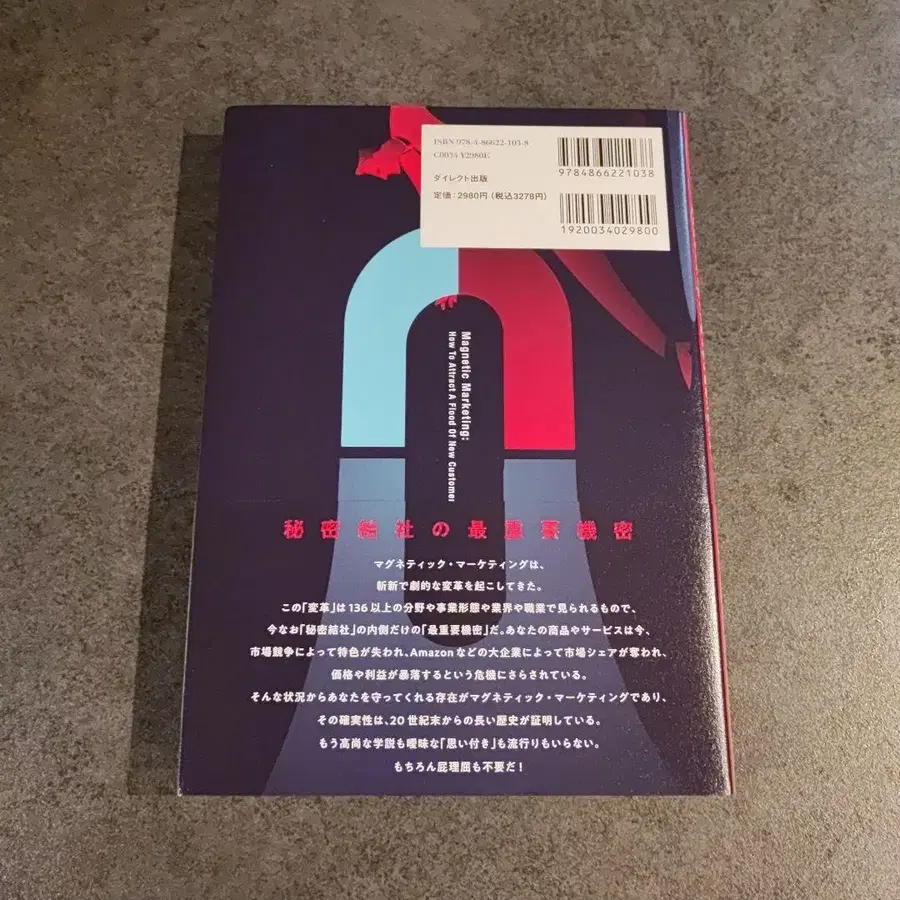 ISBN 978-4-86622-103-8
C0034 ¥2980E
ダイレクト出版
定価：2980円（税込3278円）
9784866221038
1920034029800
Magnetic Marketing:
How To Attract A Flood Of New Customer
秘密結社の最重要機密
マグネティック・マーケティングは、
斬新で劇的な変革を起こしてきた。
この「変革」は136以上の分野や事業形態や業界や職業で見られるもので、
今なお「秘密結社」の内側だけの「最重要機密」だ。あなたの商品やサービスは今、
市場競争によって特色が失われ、Amazonなどの大企業によって市場シェアが奪われ、
価格や利益が暴落するという危機にさらされている。
そんな状況からあなたを守ってくれる存在がマグネティック・マーケティングであり、
その確実性は、20世紀末からの長い歴史が証明している。
もう高尚な学説も曖昧な「思い付き」も流行りもいらない。
もちろん屁理屈も不要だ！